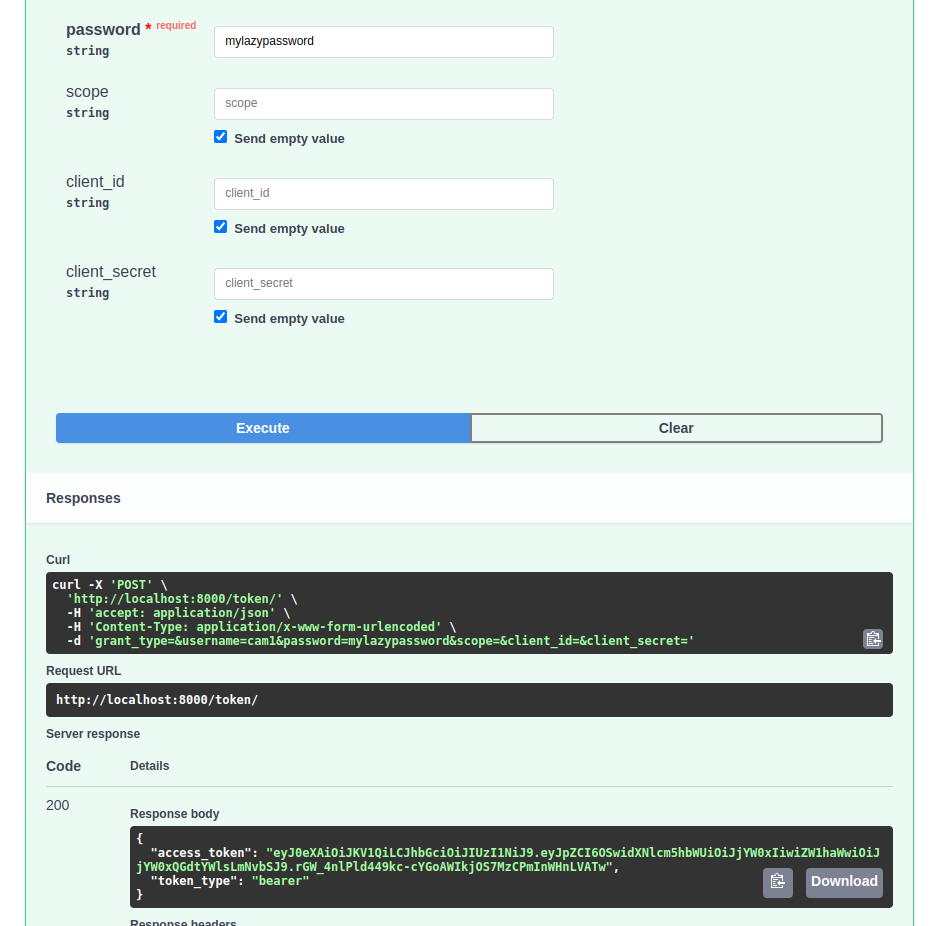 password * required
mylazypassword
string
scope
scope
string
Send empty value
client_id
client_id
string
Send empty value
client_secret
client_secret
string
Send empty value
Execute
Clear
Responses
Curl
curl -X 'POST' \
'http://localhost:8000/token/' \
-H 'accept: application/json' \
-H 'Content-Type: application/x-www-form-urlencoded' \
-d 'grant_type=&username=cam1&password=mylazypassword&scope=&client_id=&client_secret='
Request URL
http://localhost:8000/token/
Server response
Code
Details
200
Response body
{
"access_token": "eyJ0eXAiOiJKV1QiLCJhbGciOiJIUzI1NiJ9.eyJpZCI6OSwidXNlcm5hbWUiOiJjYW0xIiwiZW1haWwiOiJ
jYW0xQGdtYWlsLmNvbSJ9.rGW_4nlPld449kc-cYGoAWIkjOS7MzCPmInWHnLVATw",
"token_type": "bearer"
}
Download
Response headers